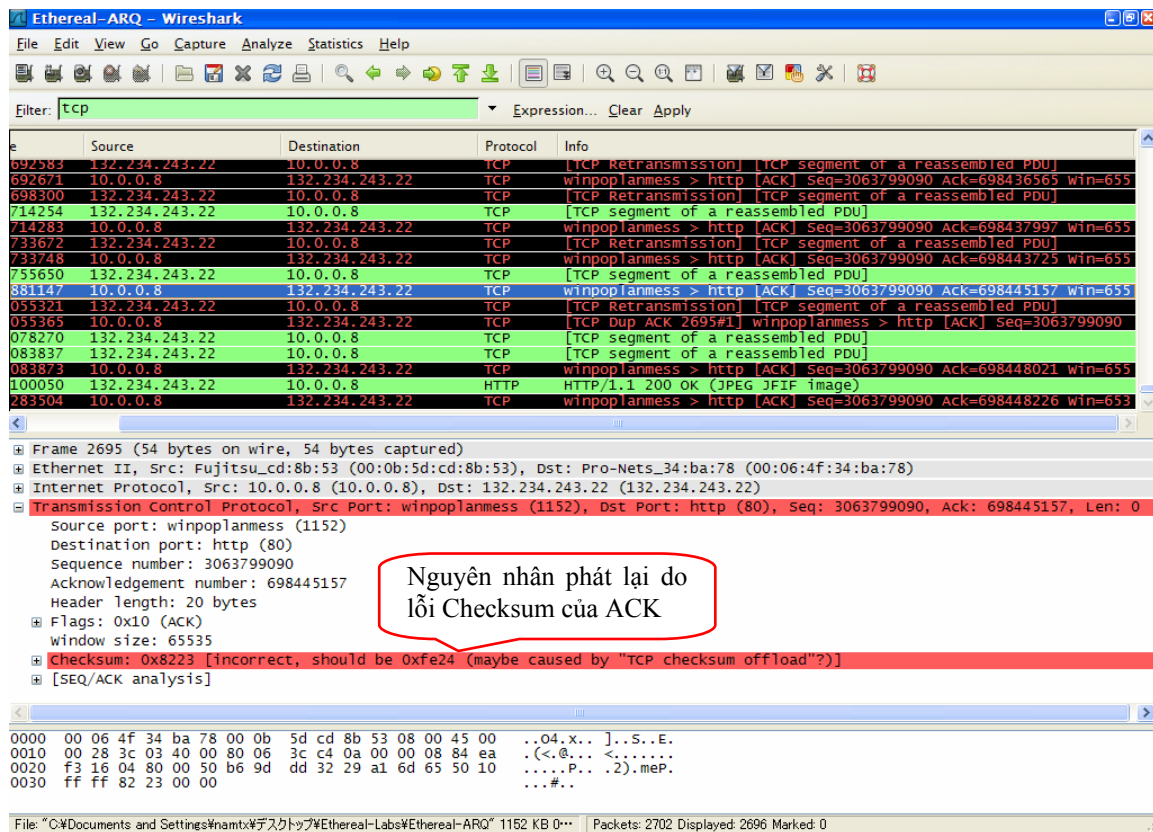 Ethereal-ARQ - Wireshark
File Edit View Go Capture Analyze Statistics Help
Filter: tcp Expression... Clear Apply
e Source Destination Protocol Info
692583 132.234.243.22 10.0.0.8 TCP [TCP Retransmission] [TCP segment of a reassembled PDU]
692671 10.0.0.8 132.234.243.22 TCP winpoplanmess > http [ACK] Seq=3063799090 Ack=698436565 Win=655
698300 132.234.243.22 10.0.0.8 TCP [TCP Retransmission] [TCP segment of a reassembled PDU]
714254 132.234.243.22 10.0.0.8 TCP [TCP segment of a reassembled PDU]
714283 10.0.0.8 132.234.243.22 TCP winpoplanmess > http [ACK] Seq=3063799090 Ack=698437997 Win=655
733672 132.234.243.22 10.0.0.8 TCP [TCP Retransmission] [TCP segment of a reassembled PDU]
733748 10.0.0.8 132.234.243.22 TCP winpoplanmess > http [ACK] Seq=3063799090 Ack=698443725 Win=655
755650 132.234.243.22 10.0.0.8 TCP [TCP segment of a reassembled PDU]
881147 10.0.0.8 132.234.243.22 TCP winpoplanmess > http [ACK] Seq=3063799090 Ack=698445157 Win=655
055321 132.234.243.22 10.0.0.8 TCP [TCP Retransmission] [TCP segment of a reassembled PDU]
055365 10.0.0.8 132.234.243.22 TCP [TCP Dup ACK 2695#1] winpoplanmess > http [ACK] Seq=3063799090
078270 132.234.243.22 10.0.0.8 TCP [TCP segment of a reassembled PDU]
083837 132.234.243.22 10.0.0.8 TCP [TCP segment of a reassembled PDU]
083873 10.0.0.8 132.234.243.22 TCP winpoplanmess > http [ACK] Seq=3063799090 Ack=698448021 Win=655
100050 132.234.243.22 10.0.0.8 HTTP HTTP/1.1 200 OK (JPEG JFIF image)
283504 10.0.0.8 132.234.243.22 TCP winpoplanmess > http [ACK] Seq=3063799090 Ack=698448226 Win=653
Frame 2695 (54 bytes on wire, 54 bytes captured)
Ethernet II, Src: Fujitsu_cd:8b:53 (00:0b:5d:cd:8b:53), Dst: Pro-Nets_34:ba:78 (00:06:4f:34:ba:78)
Internet Protocol, Src: 10.0.0.8 (10.0.0.8), Dst: 132.234.243.22 (132.234.243.22)
Transmission Control Protocol, Src Port: winpoplanmess (1152), Dst Port: http (80), Seq: 3063799090, Ack: 698445157, Len: 0
Source port: winpoplanmess (1152)
Destination port: http (80)
Sequence number: 3063799090
Acknowledgement number: 698445157
Header length: 20 bytes
Flags: 0x10 (ACK)
Window size: 65535
Checksum: 0x8223 [incorrect, should be 0xfe24 (maybe caused by "TCP checksum offload"?)]
[SEQ/ACK analysis]
Nguyên nhân phát lại do
lỗi Checksum của ACK
0000 00 06 4f 34 ba 78 00 0b 5d cd 8b 53 08 00 45 00 ..O4.x.. ]..S..E.
0010 00 28 3c 03 40 00 80 06 3c c4 0a 00 00 08 84 ea .(<.@... <.......
0020 f3 16 04 80 00 50 b6 9d dd 32 29 a1 6d 65 50 10 .....P.. .2).meP.
0030 ff ff 82 23 00 00 ...#..
File: "C:¥Documents and Settings¥namtx¥デスクトップ¥Ethereal-Labs¥Ethereal-ARQ" 1152 KB 0... Packets: 2702 Displayed: 2696 Marked: 0